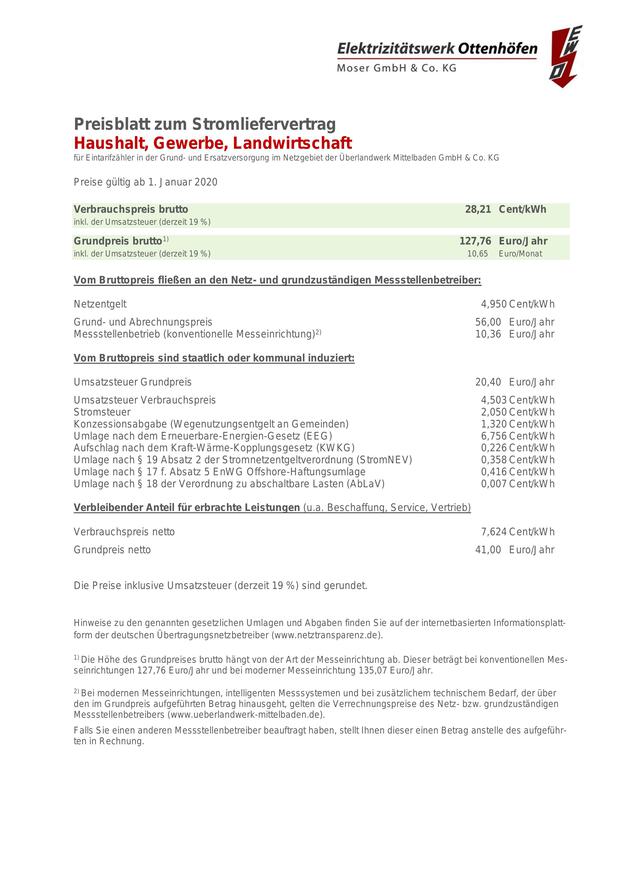 Elektrizitätswerk Ottenhöfen
Moser GmbH & Co. KG
EWO
Preisblatt zum Stromliefervertrag
Haushalt, Gewerbe, Landwirtschaft
für Eintarifzähler in der Grund- und Ersatzversorgung im Netzgebiet der Überlandwerk Mittelbaden GmbH & Co. KG
Preise gültig ab 1. Januar 2020
Verbrauchspreis brutto 28,21 Cent/kWh
inkl. der Umsatzsteuer (derzeit 19 %)
Grundpreis brutto1) 127,76 Euro/Jahr
inkl. der Umsatzsteuer (derzeit 19 %) 10,65 Euro/Monat
Vom Bruttopreis fließen an den Netz- und grundzuständigen Messstellenbetreiber:
Netzentgelt 4,950 Cent/kWh
Grund- und Abrechnungspreis 56,00 Euro/Jahr
Messstellenbetrieb (konventionelle Messeinrichtung)2) 10,36 Euro/Jahr
Vom Bruttopreis sind staatlich oder kommunal induziert:
Umsatzsteuer Grundpreis 20,40 Euro/Jahr
Umsatzsteuer Verbrauchspreis 4,503 Cent/kWh
Stromsteuer 2,050 Cent/kWh
Konzessionsabgabe (Wegenutzungsentgelt an Gemeinden) 1,320 Cent/kWh
Umlage nach dem Erneuerbare-Energien-Gesetz (EEG) 6,756 Cent/kWh
Aufschlag nach dem Kraft-Wärme-Kopplungsgesetz (KWKG) 0,226 Cent/kWh
Umlage nach § 19 Absatz 2 der Stromnetzentgeltverordnung (StromNEV) 0,358 Cent/kWh
Umlage nach § 17 f. Absatz 5 EnWG Offshore-Haftungsumlage 0,416 Cent/kWh
Umlage nach § 18 der Verordnung zu abschaltbare Lasten (AbLaV) 0,007 Cent/kWh
Verbleibender Anteil für erbrachte Leistungen (u.a. Beschaffung, Service, Vertrieb)
Verbrauchspreis netto 7,624 Cent/kWh
Grundpreis netto 41,00 Euro/Jahr
Die Preise inklusive Umsatzsteuer (derzeit 19 %) sind gerundet.
Hinweise zu den genannten gesetzlichen Umlagen und Abgaben finden Sie auf der internetbasierten Informationsplatt-
form der deutschen Übertragungsnetzbetreiber (www.netztransparenz.de).
1) Die Höhe des Grundpreises brutto hängt von der Art der Messeinrichtung ab. Dieser beträgt bei konventionellen Mes-
seinrichtungen 127,76 Euro/Jahr und bei moderner Messeinrichtung 135,07 Euro/Jahr.
2) Bei modernen Messeinrichtungen, intelligenten Messsystemen und bei zusätzlichem technischem Bedarf, der über
den im Grundpreis aufgeführten Betrag hinausgeht, gelten die Verrechnungspreise des Netz- bzw. grundzuständigen
Messstellenbetreibers (www.ueberlandwerk-mittelbaden.de).
Falls Sie einen anderen Messstellenbetreiber beauftragt haben, stellt Ihnen dieser einen Betrag anstelle des aufgeführ-
ten in Rechnung.